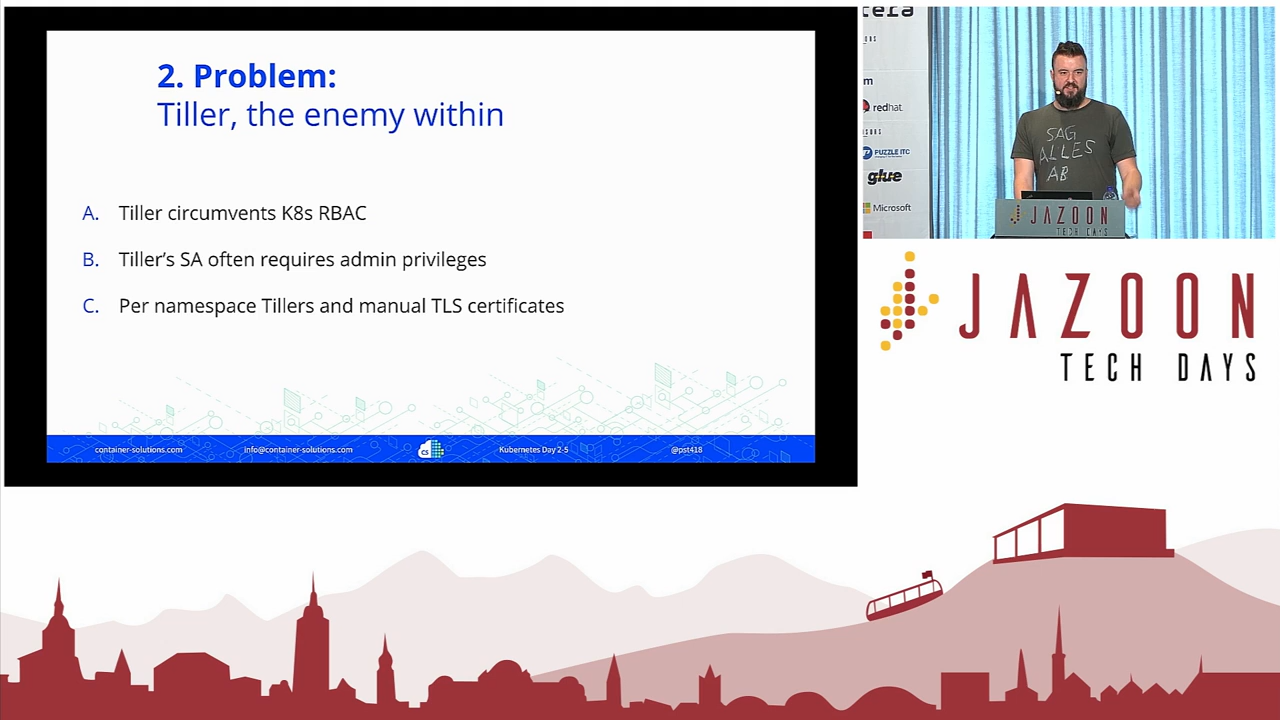 2. Problem:
Tiller, the enemy within
A. Tiller circumvents K8s RBAC
B. Tiller’s SA often requires admin privileges
C. Per namespace Tillers and manual TLS certificates
container-solutions.com
info@container-solutions.com
cs
Kubernetes Day 2-5
@pst418
redhat.
PUZZLE ITC
glue
Microsoft
SAG
ALLES
AB
JAZOON
TECH DAYS
JAZOON
TECH DAYS